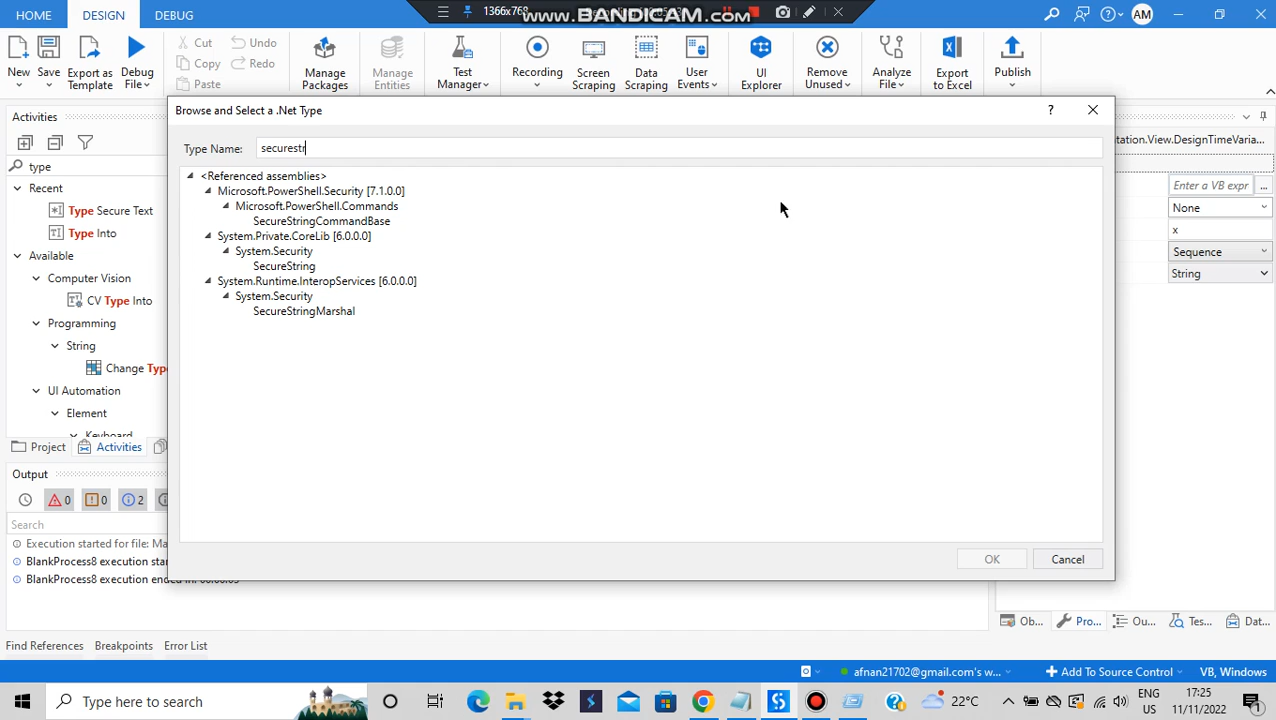 HOME DESIGN DEBUG
1366x768
www.BANDICAM.com
AM
New
Save
Export as Template
Debug File
Cut
Copy
Paste
Undo
Redo
Manage Packages
Manage Entities
Test Manager
Recording
Screen Scraping
Data Scraping
User Events
UI Explorer
Remove Unused
Analyze File
Export to Excel
Publish
Activities
type
Recent
Type Secure Text
Type Into
Available
Computer Vision
CV Type Into
Programming
String
Change Typ
UI Automation
Element
Keyboard
Project
Activities
Browse and Select a .Net Type
?
Type Name: securestr
<Referenced assemblies>
Microsoft.PowerShell.Security [7.1.0.0]
Microsoft.PowerShell.Commands
SecureStringCommandBase
System.Private.CoreLib [6.0.0.0]
System.Security
SecureString
System.Runtime.InteropServices [6.0.0.0]
System.Security
SecureStringMarshal
OK
Cancel
tation.View.DesignTimeVaria...
Enter a VB expr ...
None
x
Sequence
String
Output
0 0 2
Search
Execution started for file: Ma
BlankProcess8 execution star
BlankProcess8 execution ended in: 00:00:05
Ob... Pro... Ou... Tes... Dat...
Find References Breakpoints Error List
afnan21702@gmail.com's w...
Add To Source Control
VB, Windows
Type here to search
22°C
ENG
17:25
11/11/2022
1